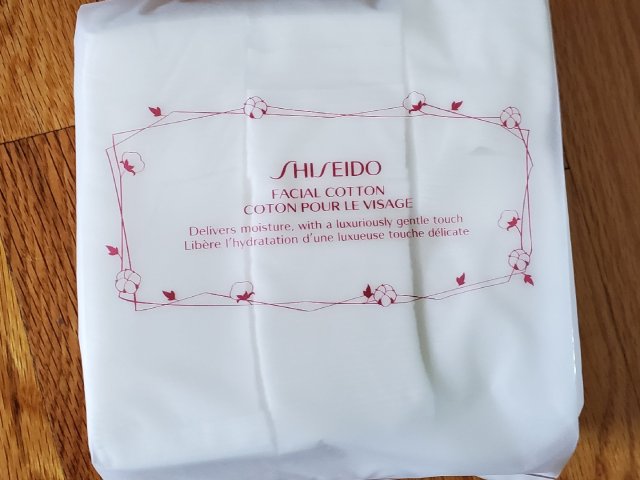 SHISEIDO
FACIAL COTTON
COTON POUR LE VISAGE
Delivers moisture, with a luxuriously gentle touch
Libère l'hydratation d'une luxueuse touche délicate